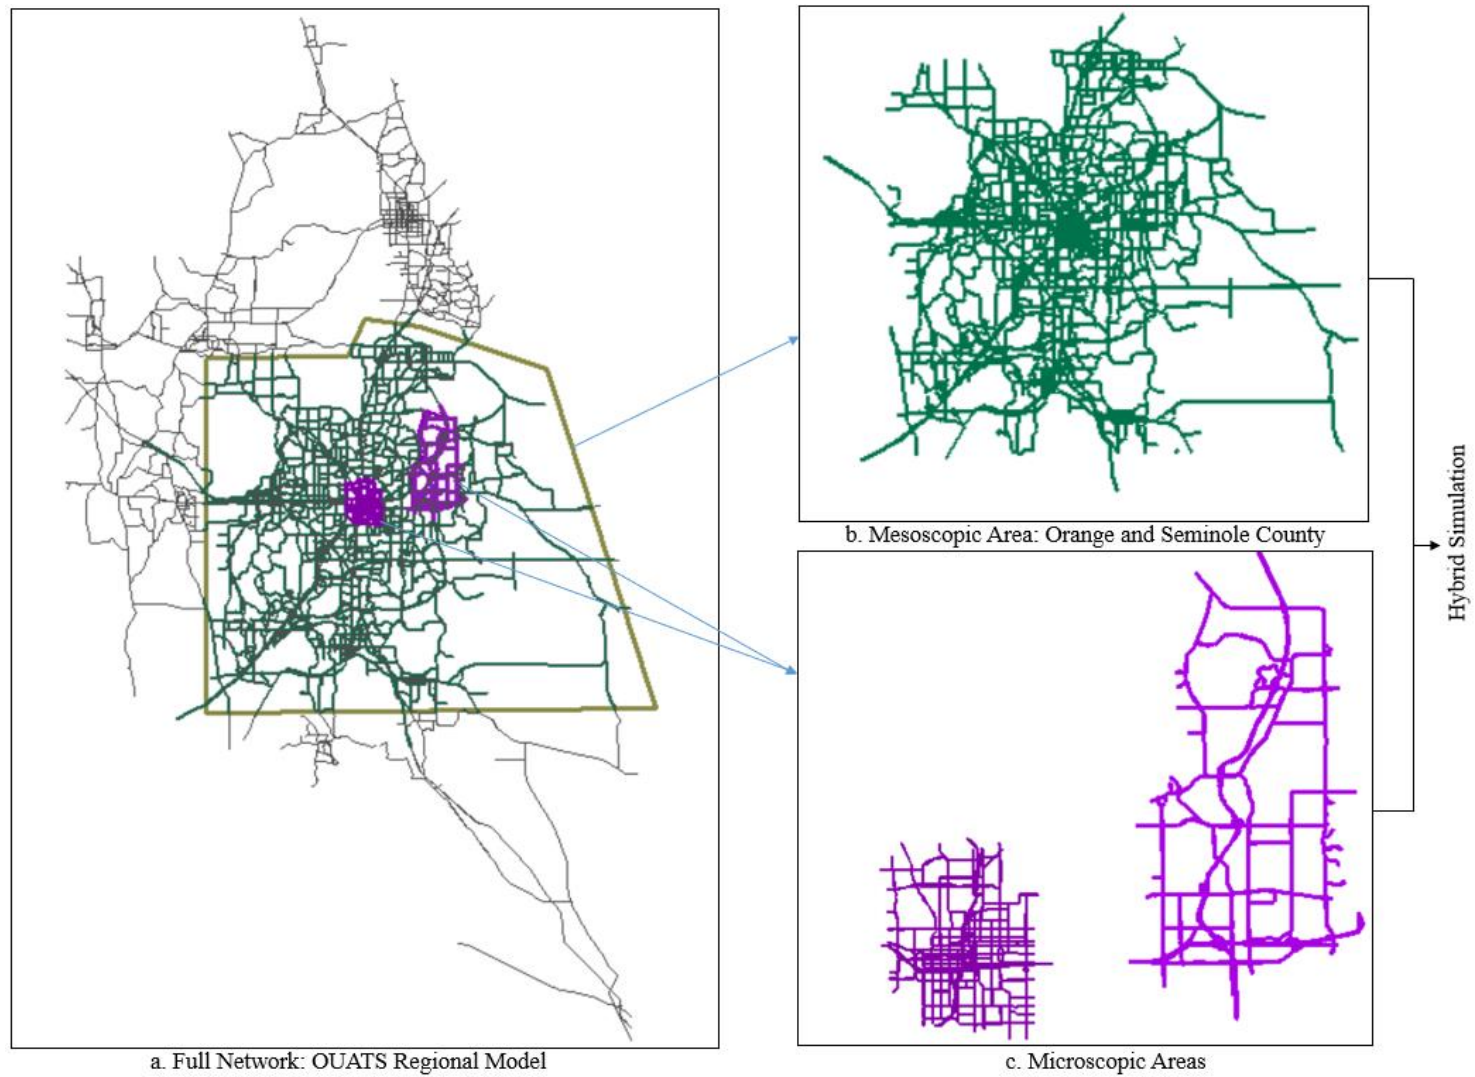 b. Mesoscopic Area: Orange and Seminole County
Hybrid Simulation
a. Full Network: OUATS Regional Model
c. Microscopic Areas